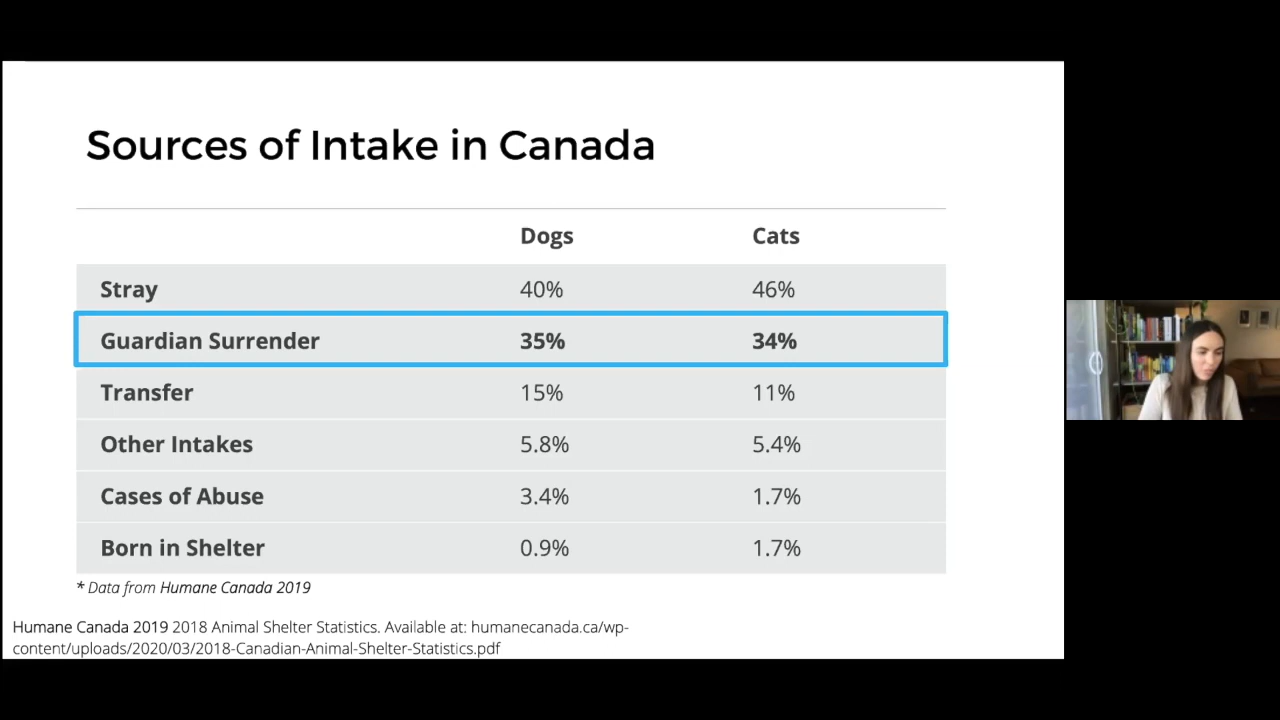 Sources of Intake in Canada
Dogs Cats
Stray 40% 46%
Guardian Surrender 35% 34%
Transfer 15% 11%
Other Intakes 5.8% 5.4%
Cases of Abuse 3.4% 1.7%
Born in Shelter 0.9% 1.7%
* Data from Humane Canada 2019
Humane Canada 2019 2018 Animal Shelter Statistics. Available at: humanecanada.ca/wp-
content/uploads/2020/03/2018-Canadian-Animal-Shelter-Statistics.pdf